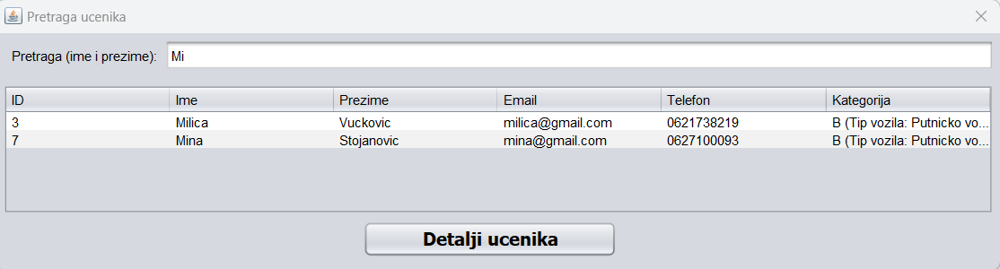 Pretraga ucenika
Pretraga (ime i prezime): Mi
ID Ime Prezime Email Telefon Kategorija
3 Milica Vuckovic milica@gmail.com 0621738219 B (Tip vozila: Putnicko vo...
7 Mina Stojanovic mina@gmail.com 0627100093 B (Tip vozila: Putnicko vo...
Detalji ucenika